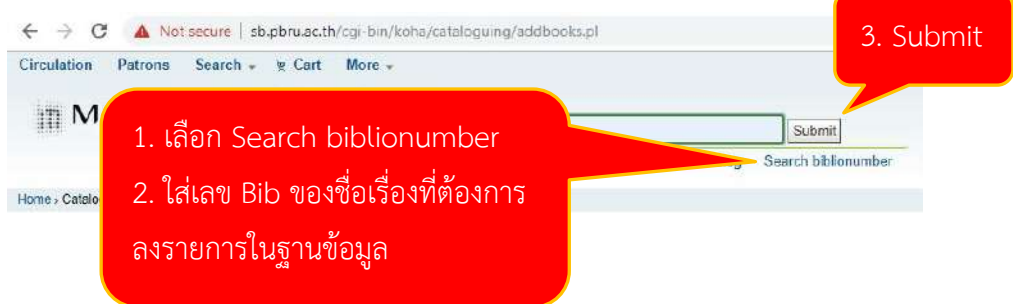 Not secure | sb.pbru.ac.th/cgi-bin/koha/cataloguing/addbooks.pl
3. Submit
Circulation Patrons Search Cart More
M
1. เลือก Search biblionumber
Submit
Search biblionumber
2. ใส่เลข Bib ของชื่อเรื่องที่ต้องการ
Home › Catalo
ลงรายการในฐานข้อมูล